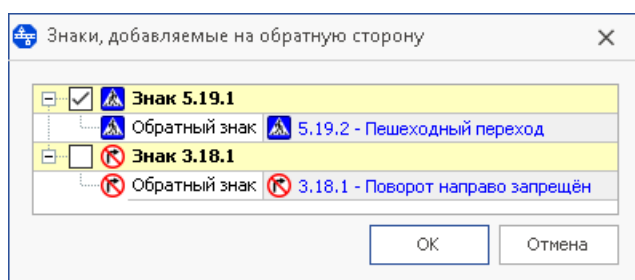 Знаки, добавляемые на обратную сторону
Знак 5.19.1
Обратный знак 5.19.2 - Пешеходный переход
Знак 3.18.1
Обратный знак 3.18.1 - Поворот направо запрещён
ОК Отмена